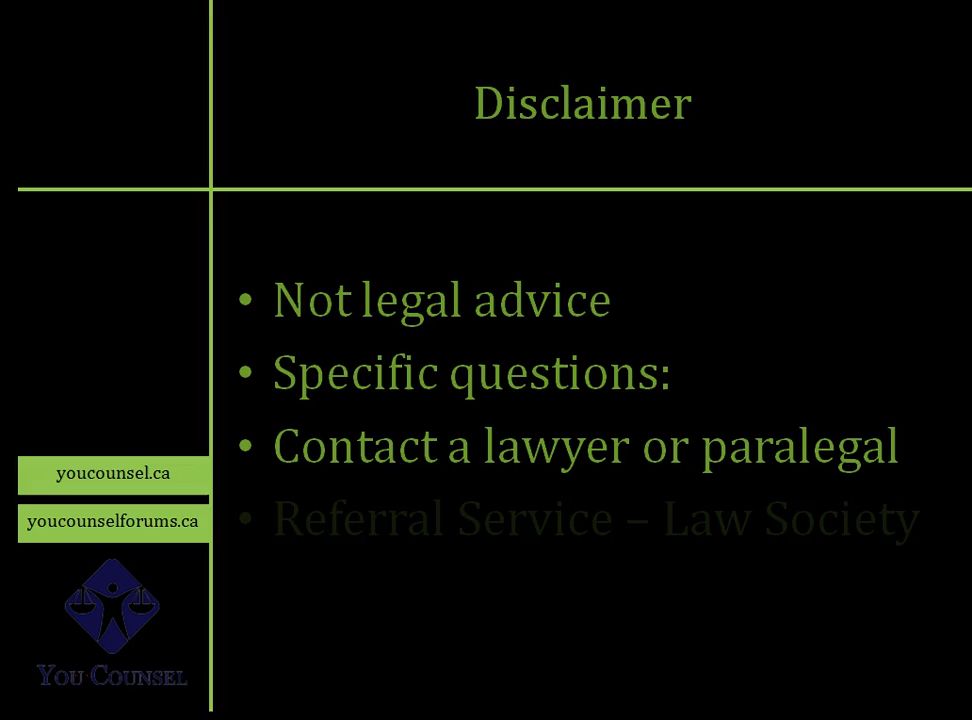 Disclaimer
• Not legal advice
• Specific questions:
• Contact a lawyer or paralegal
• Referral Service – Law Society
youcounsel.ca
youcounselforums.ca
YOU COUNSEL